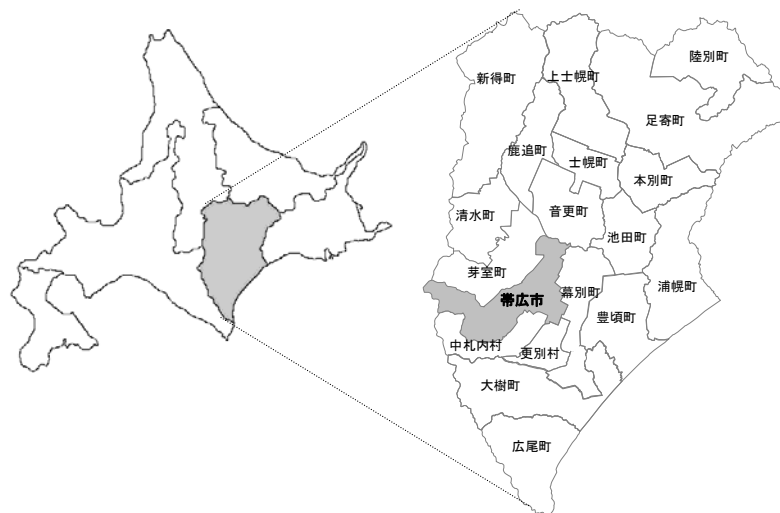 陸別町
新得町
上士幌町
足寄町
鹿追町
士幌町
本別町
清水町
音更町
池田町
芽室町
幕別町
浦幌町
帯広市
豊頃町
中札内村
更別村
大樹町
広尾町